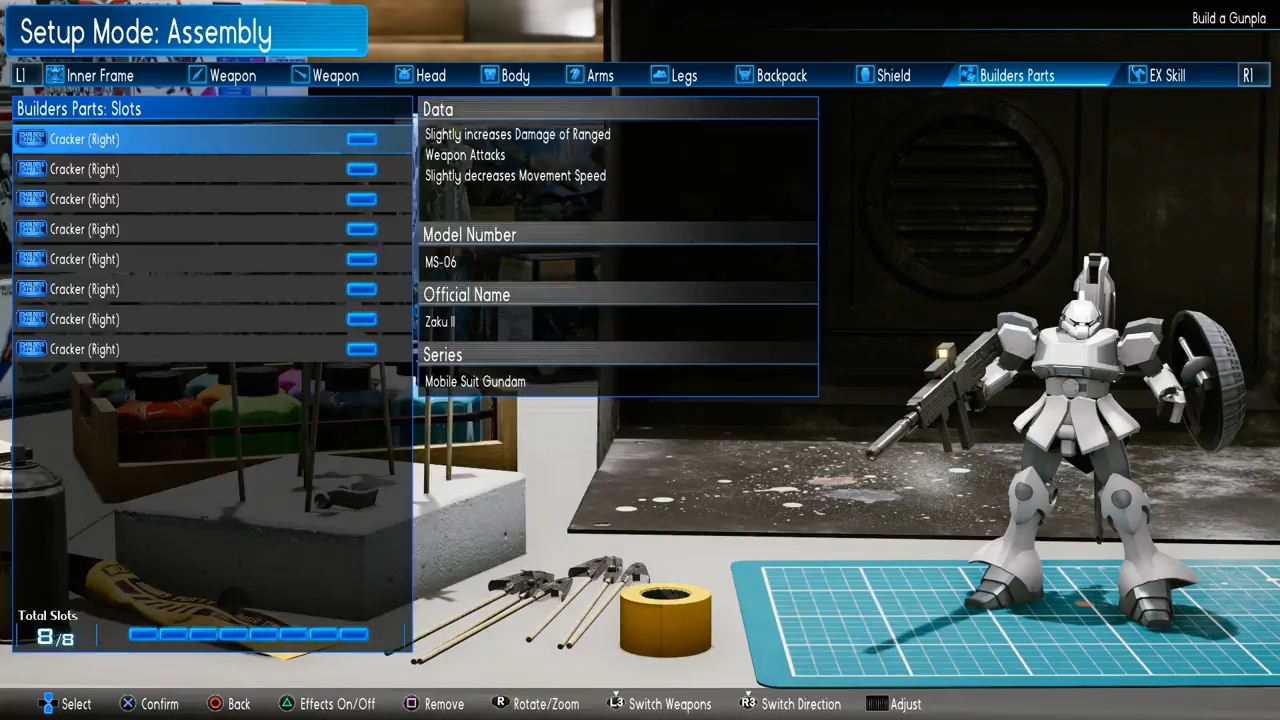 Setup Mode: Assembly
Build a Gunpla
L1 Inner Frame Weapon Weapon Head Body Arms Legs Backpack Shield Builders Parts EX Skill R1
Builders Parts: Slots
Cracker (Right)
Cracker (Right)
Cracker (Right)
Cracker (Right)
Cracker (Right)
Cracker (Right)
Cracker (Right)
Cracker (Right)
Total Slots
8/8
Data
Slightly increases Damage of Ranged
Weapon Attacks
Slightly decreases Movement Speed
Model Number
MS-06
Official Name
Zaku II
Series
Mobile Suit Gundam
Select Confirm Back Effects On/Off Remove R Rotate/Zoom L3 Switch Weapons R3 Switch Direction Adjust